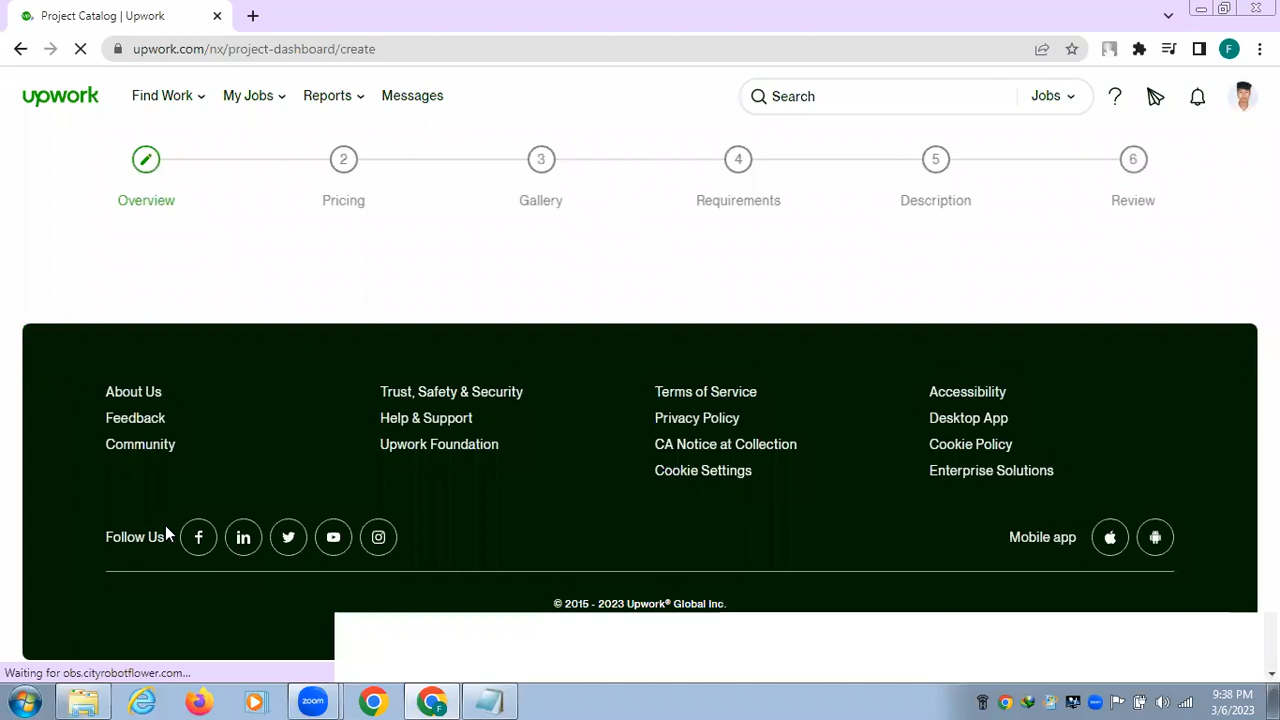 Project Catalog | Upwork
upwork.com/nx/project-dashboard/create
F
upwork Find Work My Jobs Reports Messages Search Jobs ?
2 3 4 5 6
Overview Pricing Gallery Requirements Description Review
About Us Trust, Safety & Security Terms of Service Accessibility
Feedback Help & Support Privacy Policy Desktop App
Community Upwork Foundation CA Notice at Collection Cookie Policy
Cookie Settings Enterprise Solutions
Follow Us Mobile app
© 2015 - 2023 Upwork® Global Inc.
Waiting for obs.cityrobotflower.com...
zoom
F
9:38 PM
3/6/2023